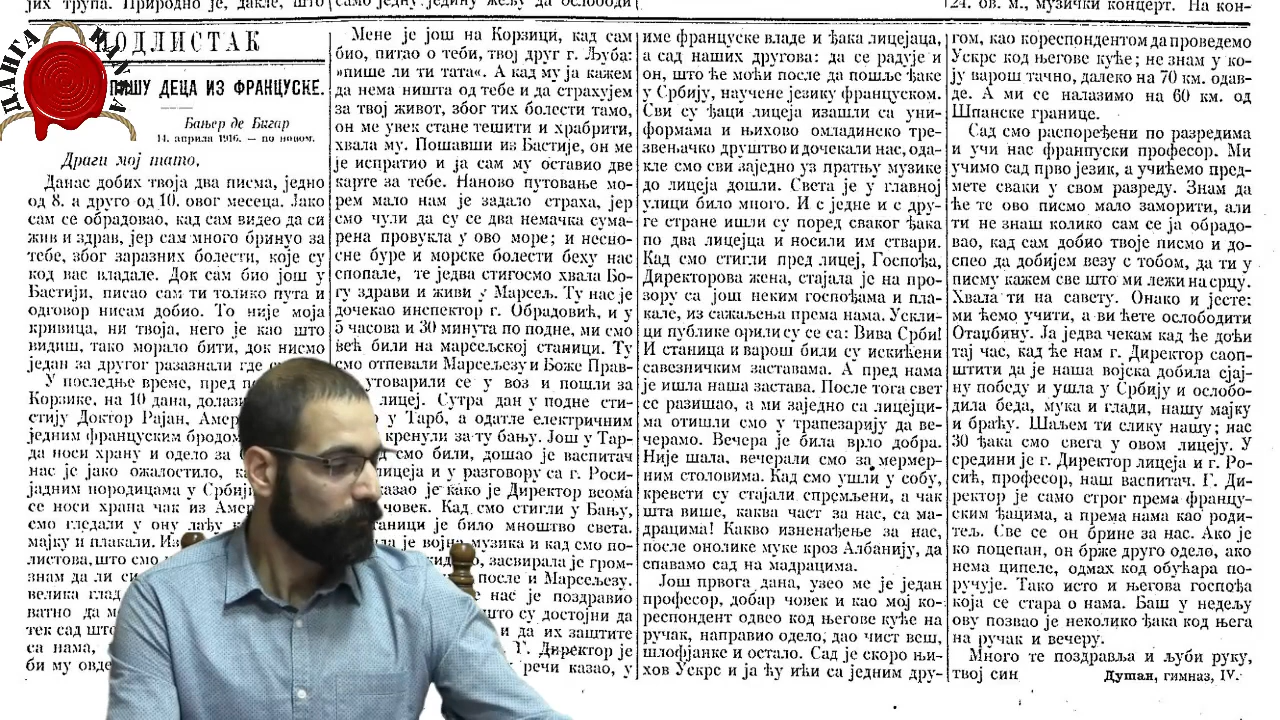 јих трупа. Природно је, дакле, што
само једну једину жељу да ослободи
24. ов. м., музички концерт. На кон-
ПОДЛИСТАК
ПИШУ ДЕЦА ИЗ ФРАНЦУСКЕ.
Бањер де Бигор
14. априла 1916. — по новом.
Драги мој тато,
Данас добих твоја два писма, једно
од 8. а друго од 10. овог месеца. Јако
сам се обрадовао, кад сам видео да си
жив и здрав, јер сам много бринуо за
тебе, због заразних болести, које су
код вас владале. Док сам био још у
Бастији, писао сам ти толико пута и
одговор нисам добио. То није моја
кривица, ни твоја, него је као што
видиш, тако морало бити, док нисмо
један за другог разазнали где
У последње време, пред
Корзике, на 10 дана,
стију Доктор Рајан,
једним француским бродом
да носи храну и одело за
нас је јако ожалостило,
јадним породицама у
се носи храна чак из
смо гледали у ону лађу
мајку и плакали.
листова, што смо
знам да ли
велика глад
ватно да
тек сад што
са нама,
би му овде
Мене је још на Корзици, кад сам
био, питао о теби, твој друг г. Љуба:
»пише ли ти тата«. А кад му ја кажем
да нема ништа од тебе и да страхујем
за твој живот, због тих болести тамо,
он ме увек стане тешити и храбрити,
хвала му. Пошавши из Бастије, он ме
је испратио и ја сам му оставио две
карте за тебе. Наново путовање мо-
рем мало нам је задало страха, јер
смо чули да су се два немачка сума-
рена провукла у ово море; и несно-
сне буре и морске болести беху нас
спопале, те једва стигосмо хвала Бо-
гу здрави и живи у Марсељ. Ту нас је
дочекао инспектор г. Обрадовић, и у
5 часова и 30 минута по подне, ми смо
већ били на марсељској станици. Ту
смо отпевали Марсељезу и Боже Прав-
утоварили се у воз и пошли за
лицеј. Сутра дан у подне сти-
у Тарб, а одатле електричним
кренули за ту бању. Још у Тар-
смо били, дошао је васпитач
лицеја и у разговору са г. Роси-
казао је како је Директор веома
човек. Кад смо стигли у Бању,
станици је било мноштво света.
је војна музика и кад смо по-
засвирала је гром-
после и Марсељезу.
нас је поздравио
што су достојни да
и да их заштите
Г. Директор је
речи казао, у
име француске владе и ђака лицејаца,
а сад наших другова: да се радује и
он, што ће моћи после да пошље ђаке
у Србију, научене језику француском.
Сви су ђаци лицеја изашли са уни-
формама и њихово омладинско тре-
звењачко друштво и дочекали нас, ода-
кле смо сви заједно уз пратњу музике
до лицеја дошли. Света је у главној
улици било много. И с једне и с дру-
ге стране ишли су поред сваког ђака
по два лицејца и носили им ствари.
Кад смо стигли пред лицеј, Госпођа,
Директорова жена, стајала је на про-
зору са још неким госпођама и пла-
кале, из сажаљења према нама.Ускли-
ци публике орили су се са: Вива Срби!
И станица и варош били су искићени
савезничким заставама. А пред нама
је ишла наша застава. После тога свет
се разишао, а ми заједно са лицејци-
ма отишли смо у трапезарију да ве-
черамо. Вечера је била врло добра.
Није шала, вечерали смо за мермер-
ним столовима. Кад смо ушли у собу,
кревети су стајали спремљени, а чак
шта више, каква част за нас, са ма-
драцима! Какво изненађење за нас,
после онолике муке кроз Албанију, да
спавамо сад на мадрацима.
Још првога дана, узео ме је један
професор, добар човек и као мој ко-
респондент одвео код његове куће на
ручак, направио одело, дао чист веш,
шлофјанке и остало. Сад је скоро њи-
хов Ускрс и ја ћу ићи са једним дру-
гом, као кореспондентом да проведемо
Ускрс код његове куће; не знам у ко-
ју варош тачно, далеко на 70 км. одав-
де. А ми се налазимо на 60 км. од
Шпанске границе.
Сад смо распоређени по разредима
и учи нас француски професор. Ми
учимо сад прво језик, а учићемо пред-
мете сваки у свом разреду. Знам да
ће те ово писмо мало заморити, али
ти не знаш колико сам се ја обрадо-
вао, кад сам добио твоје писмо и до-
спео да добијем везу с тобом, да ти у
писму кажем све што ми лежи на срцу.
Хвала ти на савету. Онако и јесте:
ми ћемо учити, а ви ћете ослободити
Отаџбину. Ја једва чекам кад ће доћи
тај час, кад ће нам г. Директор саоп-
штити да је наша војска добила сјај-
ну победу и ушла у Србију и ослобо-
дила беда, мука и глади, нашу мајку
и браћу. Шаљем ти слику нашу; нас
30 ђака смо свега у овом лицеју. У
средини је г. Директор лицеја и г. Ро-
сић, професор, наш васпитач. Г. Ди-
ректор је само строг према францу-
ским ђацима, а према нама као роди-
тељ. Све се он брине за нас. Ако је
ко поцепан, он брже друго одело, ако
нема ципеле, одмах код обућара по-
ручује. Тако исто и његова госпођа
која се стара о нама. Баш у недељу
ову позвао је неколико ђака код њега
на ручак и вечеру.
Много те поздравља и љуби руку,
твој син Душан, гимназ, IV.